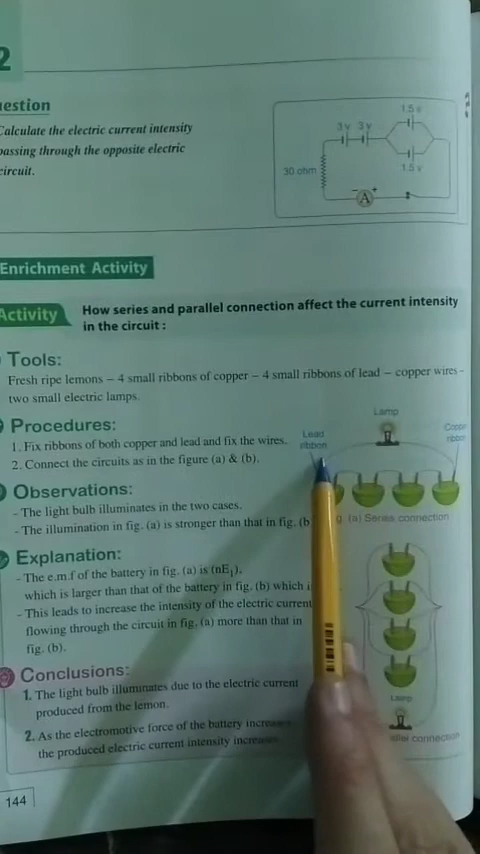 2
uestion
Calculate the electric current intensity
passing through the opposite electric
circuit.
1.5 v
3 v 3 v
1.5 v
30 ohm
A
Enrichment Activity
Activity
How series and parallel connection affect the current intensity
in the circuit :
Tools:
Fresh ripe lemons – 4 small ribbons of copper – 4 small ribbons of lead – copper wires –
two small electric lamps.
Procedures:
1. Fix ribbons of both copper and lead and fix the wires.
2. Connect the circuits as in the figure (a) & (b).
Lamp
Lead
ribbon
Copper
ribbon
Observations:
- The light bulb illuminates in the two cases.
- The illumination in fig. (a) is stronger than that in fig. (b
g. (a) Series connection
Explanation:
- The e.m.f of the battery in fig. (a) is (nE₁),
which is larger than that of the battery in fig. (b) which i
- This leads to increase the intensity of the electric current
flowing through the circuit in fig. (a) more than that in
fig. (b).
Conclusions:
1. The light bulb illuminates due to the electric current
produced from the lemon.
2. As the electromotive force of the battery increases
the produced electric current intensity increases
Lamp
allel connection
144